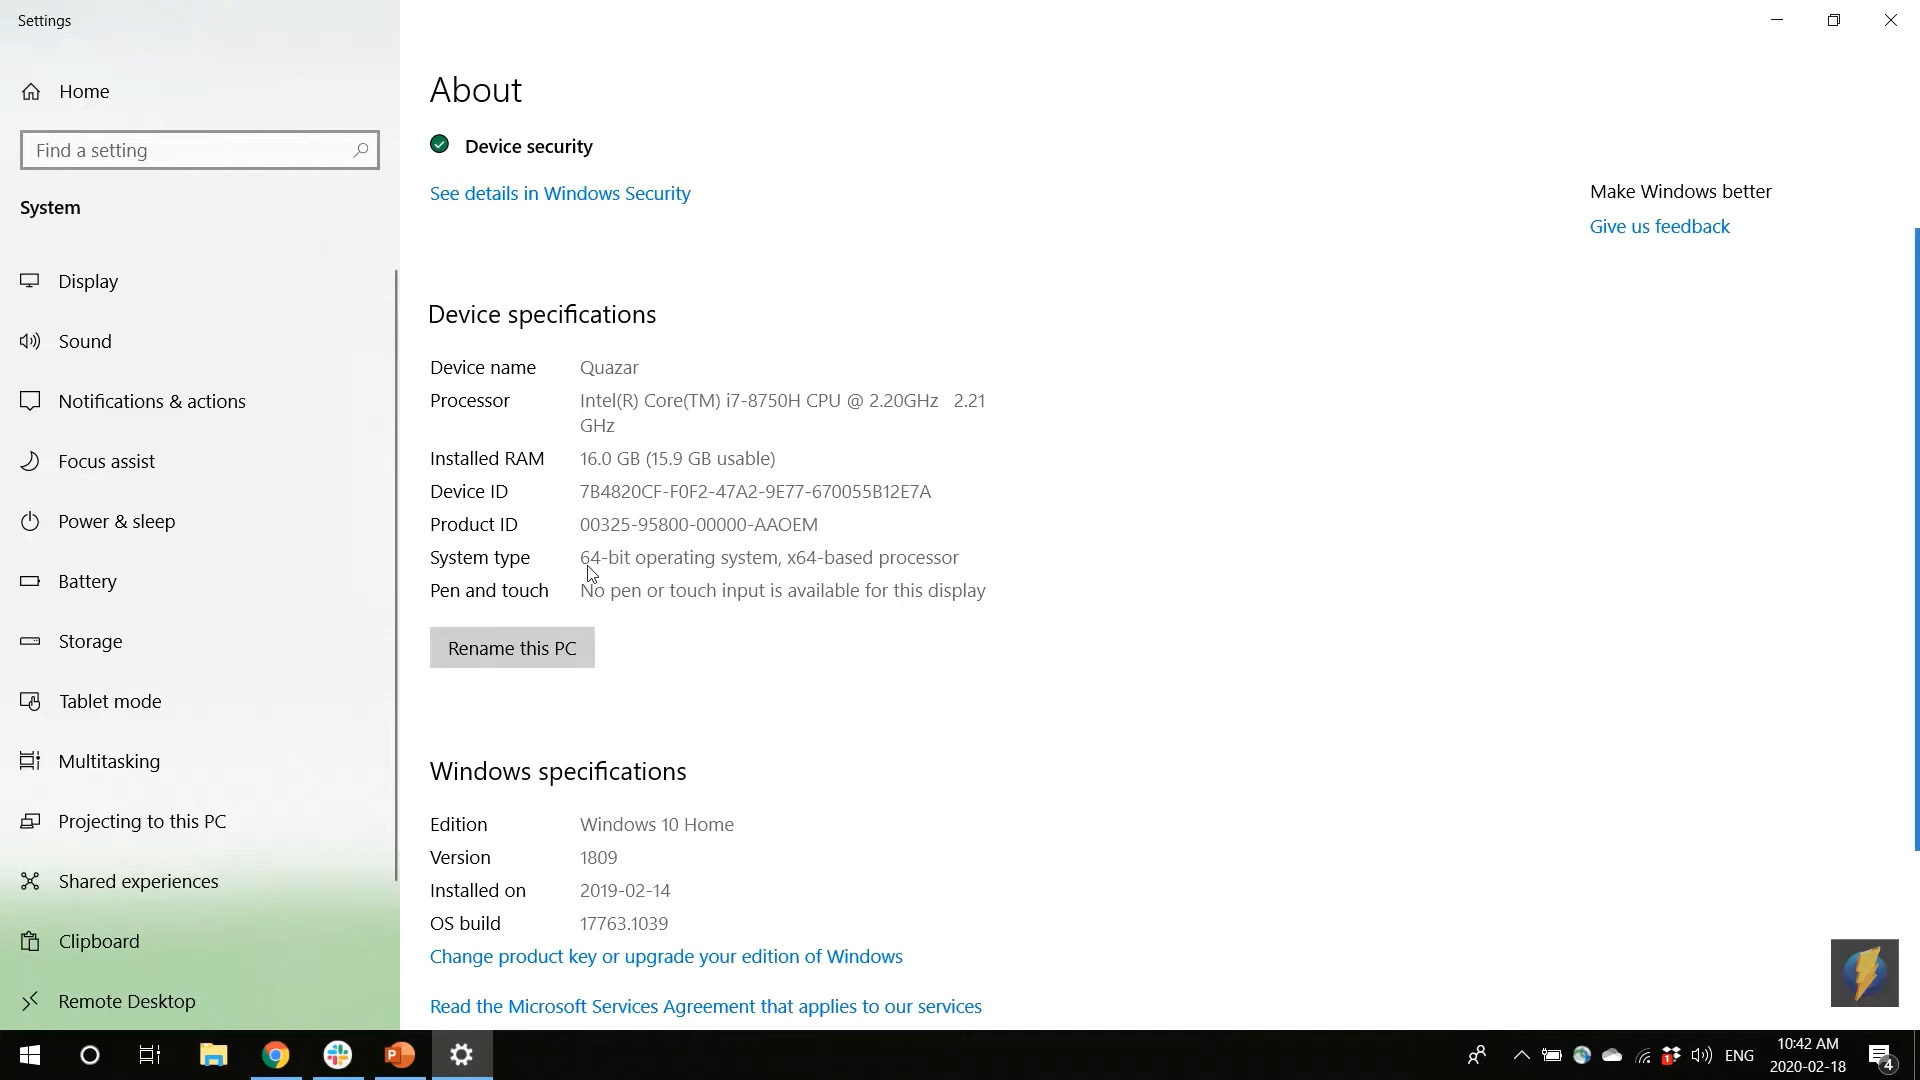 Settings
Home
Find a setting
System
Display
Sound
Notifications & actions
Focus assist
Power & sleep
Battery
Storage
Tablet mode
Multitasking
Projecting to this PC
Shared experiences
Clipboard
Remote Desktop
About
Device security
See details in Windows Security
Device specifications
Device name Quazar
Processor Intel(R) Core(TM) i7-8750H CPU @ 2.20GHz 2.21
GHz
Installed RAM 16.0 GB (15.9 GB usable)
Device ID 7B4820CF-F0F2-47A2-9E77-670055B12E7A
Product ID 00325-95800-00000-AAOEM
System type 64-bit operating system, x64-based processor
Pen and touch No pen or touch input is available for this display
Rename this PC
Windows specifications
Edition Windows 10 Home
Version 1809
Installed on 2019-02-14
OS build 17763.1039
Change product key or upgrade your edition of Windows
Read the Microsoft Services Agreement that applies to our services
Make Windows better
Give us feedback
P
1
ENG
10:42 AM
2020-02-18
4